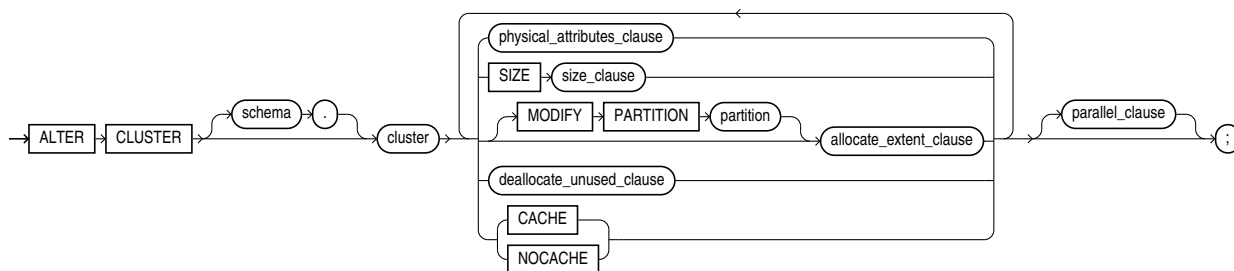 physical_attributes_clause
SIZE size_clause
schema . MODIFY PARTITION partition parallel_clause
ALTER CLUSTER cluster allocate_extent_clause ;
deallocate_unused_clause
CACHE
NOCACHE